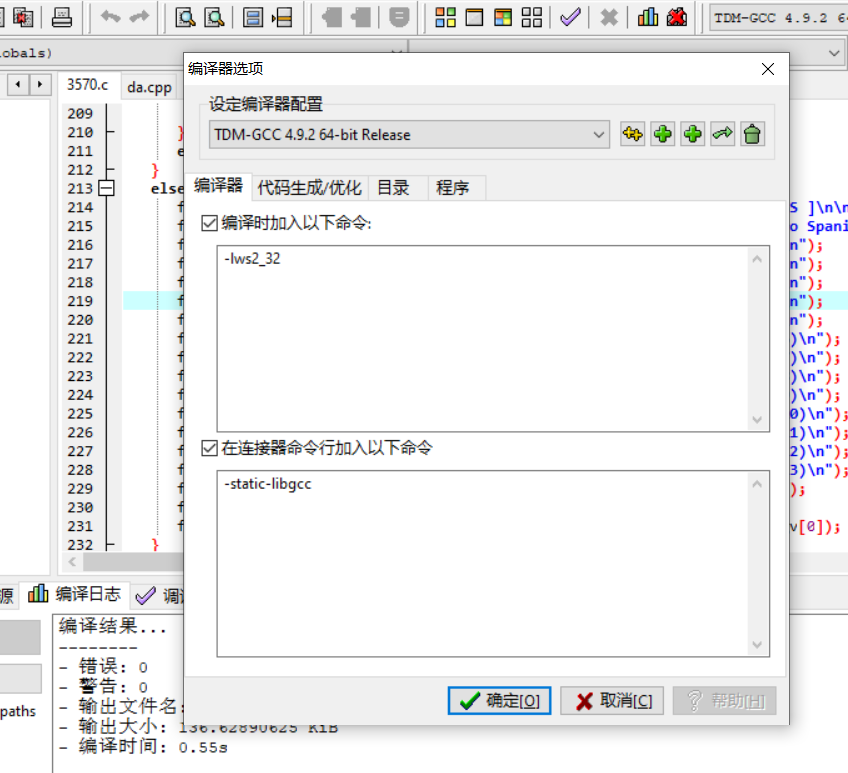 TDM-GCC 4.9.2 64
obals)
3570.c da.cpp
编译器选项
设定编译器配置
TDM-GCC 4.9.2 64-bit Release
编译器 代码生成/优化 目录 程序
编译时加入以下命令:
-lws2_32
在连接器命令行加入以下命令
-static-libgcc
确定[O] 取消[C] 帮助[H]
209
210 }
211 e
212 }
213 else
214 f S ]\n\n
215 f o Spani
216 f n");
217 f n");
218 f n");
219 f n");
220 f n");
221 f )\n");
222 f )\n");
223 f )\n");
224 f )\n");
225 f 0)\n");
226 f 1)\n");
227 f 2)\n");
228 f 3)\n");
229 f );
230 f
231 f v[0]);
232 }
源 编译日志 调试
paths
编译结果...
--------
- 错误: 0
- 警告: 0
- 输出文件名:
- 输出大小: 136.62890625 KiB
- 编译时间: 0.55s